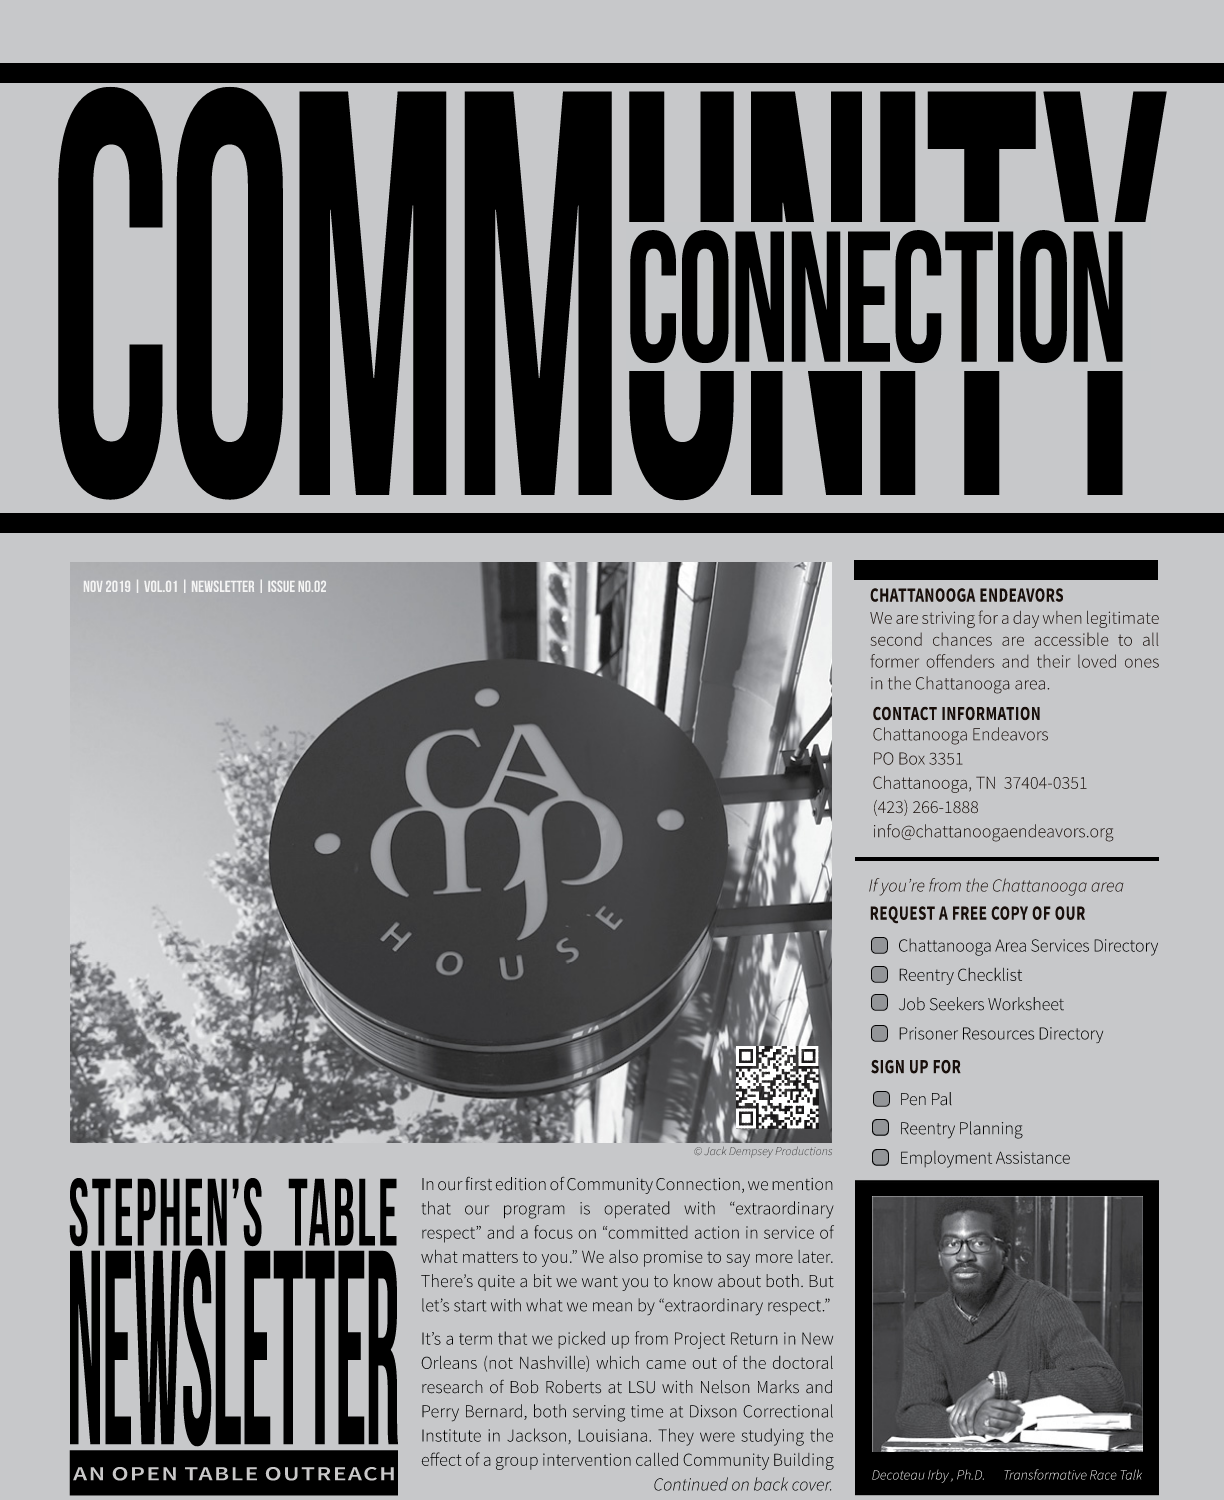 COMMUNITY
CONNECTION
NOV 2019 | VOL.01 | NEWSLETTER | ISSUE NO.02
CAMP
HOUSE
© Jack Dempsey Productions
STEPHEN'S TABLE
NEWSLETTER
AN OPEN TABLE OUTREACH
In our first edition of Community Connection, we mention
that our program is operated with “extraordinary
respect” and a focus on “committed action in service of
what matters to you.” We also promise to say more later.
There’s quite a bit we want you to know about both. But
let’s start with what we mean by “extraordinary respect.”
It’s a term that we picked up from Project Return in New
Orleans (not Nashville) which came out of the doctoral
research of Bob Roberts at LSU with Nelson Marks and
Perry Bernard, both serving time at Dixson Correctional
Institute in Jackson, Louisiana. They were studying the
effect of a group intervention called Community Building
Continued on back cover.
CHATTANOOGA ENDEAVORS
We are striving for a day when legitimate
second chances are accessible to all
former offenders and their loved ones
in the Chattanooga area.
CONTACT INFORMATION
Chattanooga Endeavors
PO Box 3351
Chattanooga, TN 37404-0351
(423) 266-1888
info@chattanoogaendeavors.org
If you’re from the Chattanooga area
REQUEST A FREE COPY OF OUR
Chattanooga Area Services Directory
Reentry Checklist
Job Seekers Worksheet
Prisoner Resources Directory
SIGN UP FOR
Pen Pal
Reentry Planning
Employment Assistance
Decoteau Irby , Ph.D. Transformative Race Talk